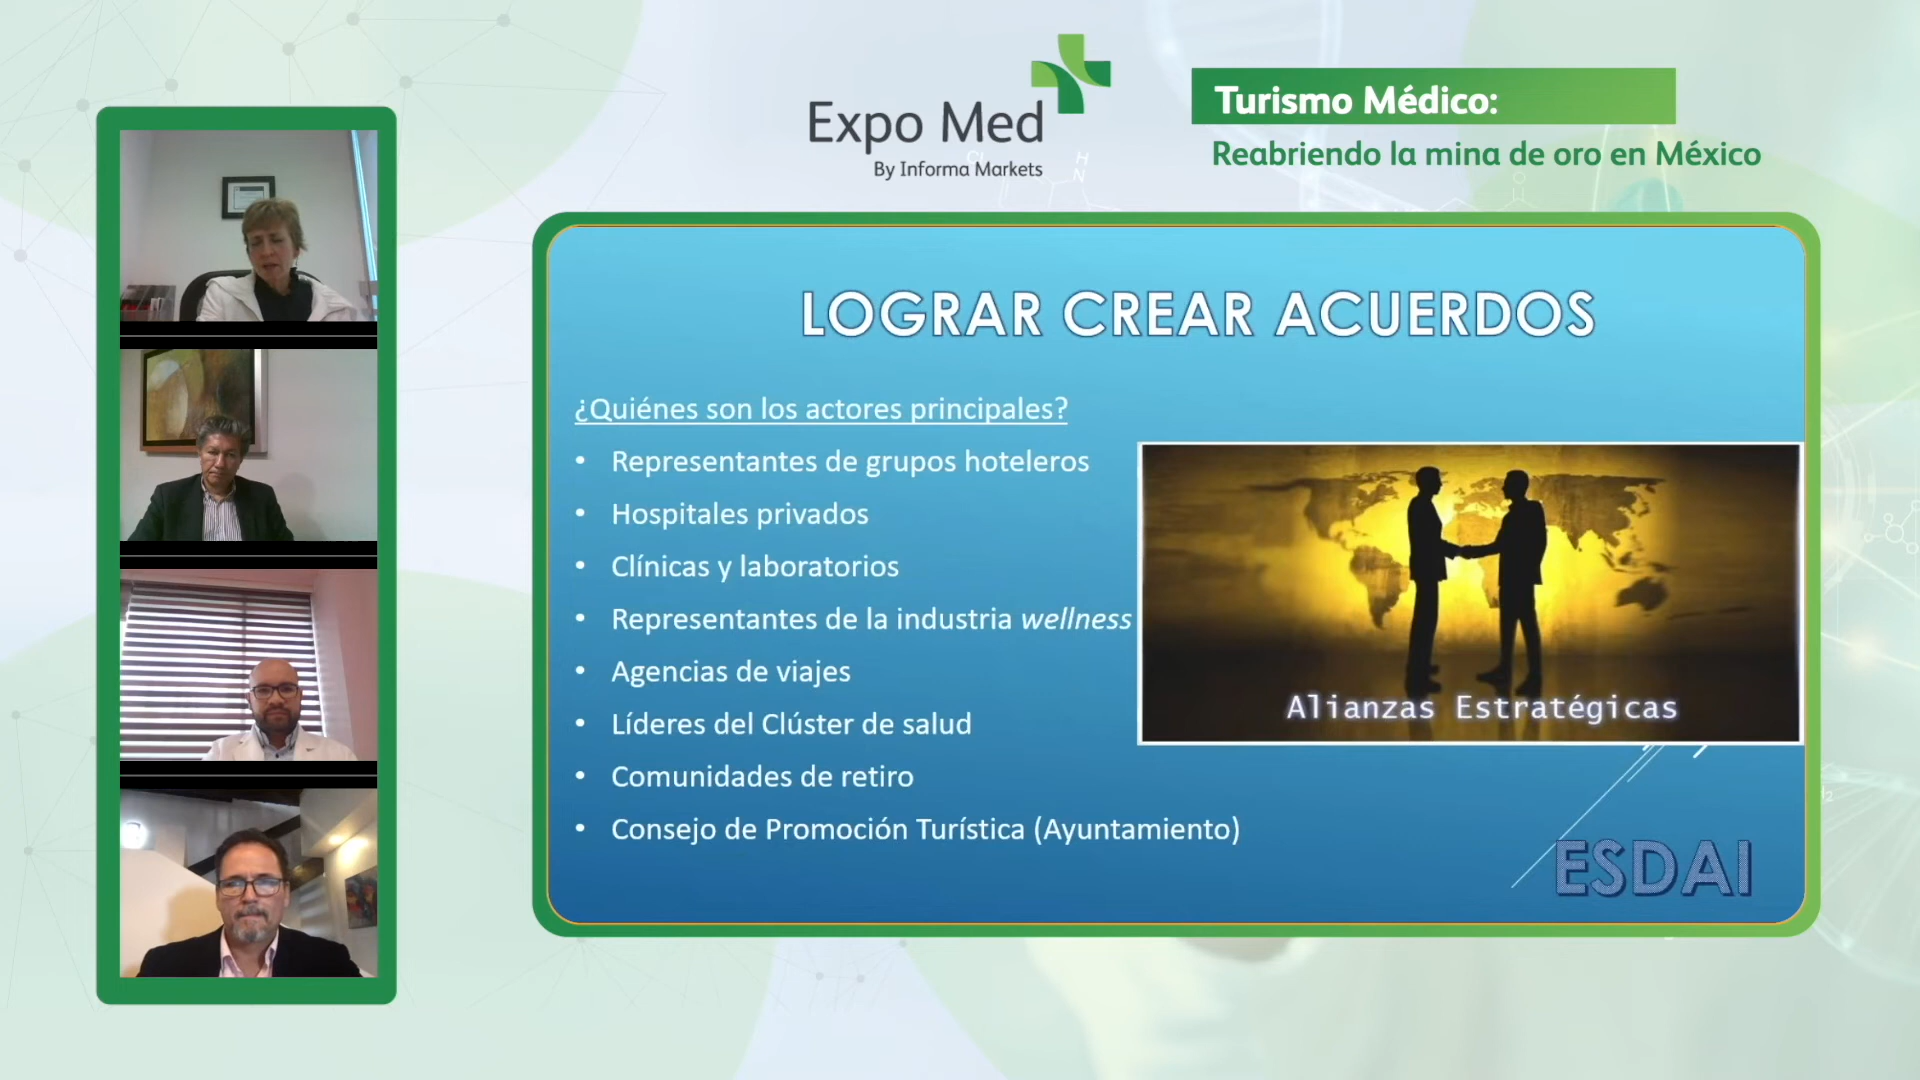 Expo Med
By Informa Markets
Turismo Médico:
Reabriendo la mina de oro en México
LOGRAR CREAR ACUERDOS
¿Quiénes son los actores principales?
• Representantes de grupos hoteleros
• Hospitales privados
• Clínicas y laboratorios
• Representantes de la industria wellness
• Agencias de viajes
• Líderes del Clúster de salud
• Comunidades de retiro
• Consejo de Promoción Turística (Ayuntamiento)
Alianzas Estratégicas
ESDAI